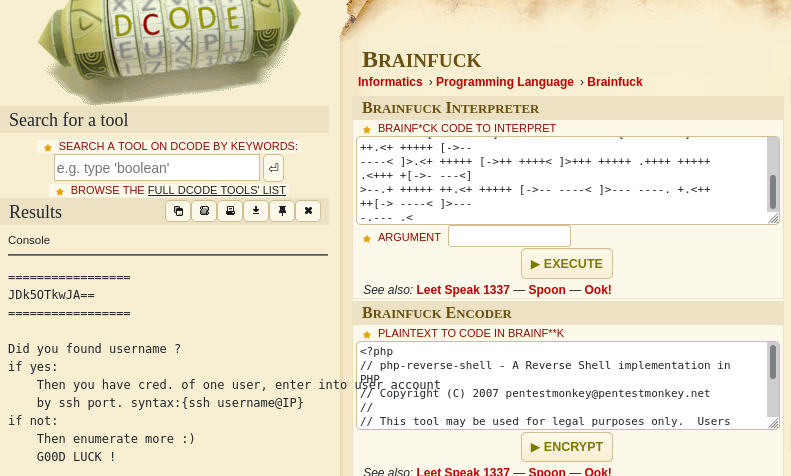 DCODE
Search for a tool
SEARCH A TOOL ON DCODE BY KEYWORDS:
e.g. type 'boolean'
BROWSE THE FULL DCODE TOOLS' LIST
Results
Console
=================
JDk5OTkwJA==
=================
Did you found username ?
if yes:
Then you have cred. of one user, enter into user account
by ssh port. syntax:{ssh username@IP}
if not:
Then enumerate more :)
G00D LUCK !
BRAINFUCK
Informatics › Programming Language › Brainfuck
BRAINFUCK INTERPRETER
BRAINF*CK CODE TO INTERPRET
++.<+ +++++ [->--
----< ]>.<+ +++++ [->++ ++++< ]>+++ +++++ .++++ +++++
.<+++ +[->- ---<]
>--.+ +++++ ++.<+ +++++ [->-- ----< ]>--- ----. +.<++
++[-> ----< ]>---
-.--- .<
ARGUMENT
▶ EXECUTE
See also: Leet Speak 1337 — Spoon — Ook!
BRAINFUCK ENCODER
PLAINTEXT TO CODE IN BRAINF**K
<?php
// php-reverse-shell - A Reverse Shell implementation in
PHP
// Copyright (C) 2007 pentestmonkey@pentestmonkey.net
//
// This tool may be used for legal purposes only. Users
▶ ENCRYPT
See also: Leet Speak 1337 — Spoon — Ook!